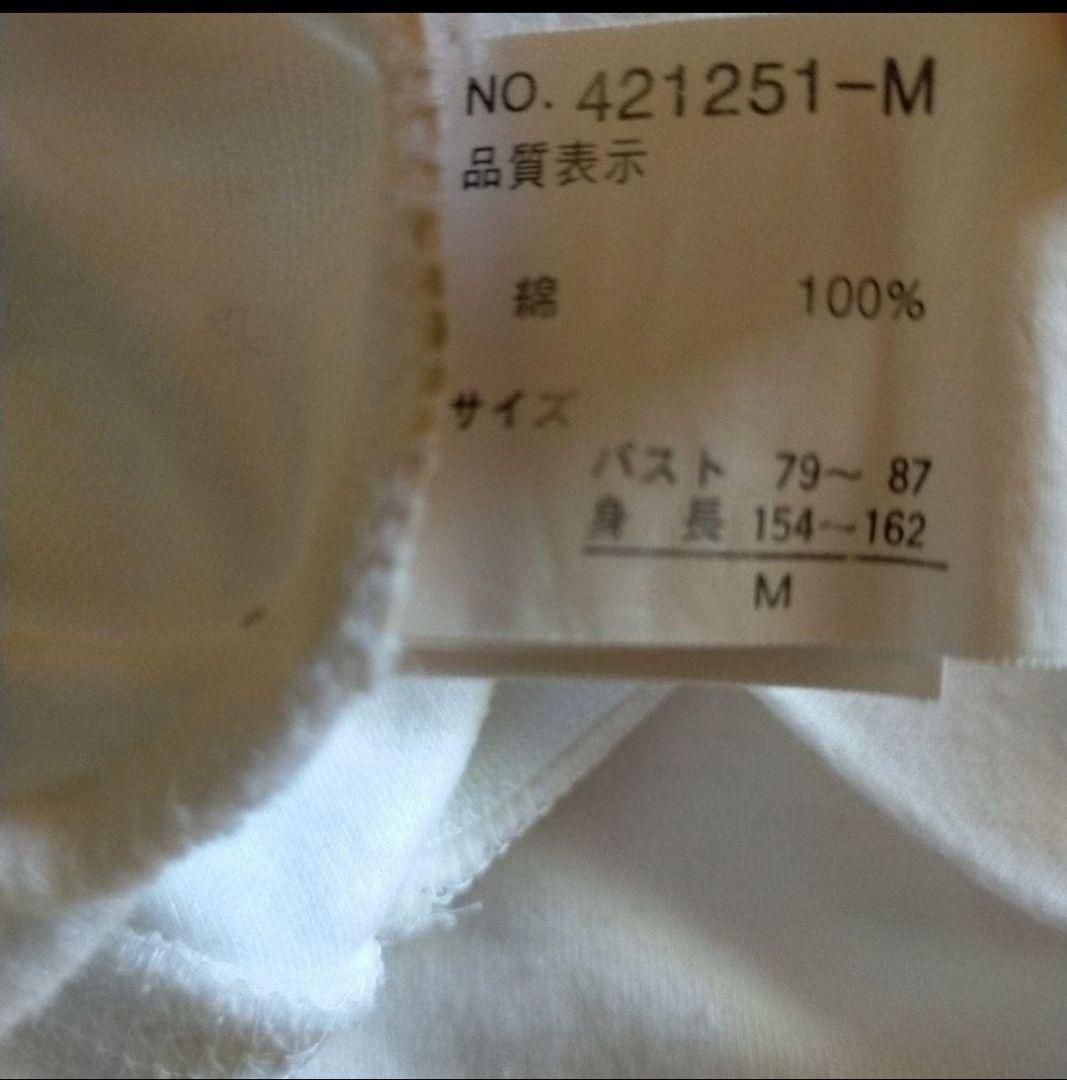 NO. 421251-M
品質表示
綿 100%
サイズ
バスト 79〜 87
身 長 154〜162
M